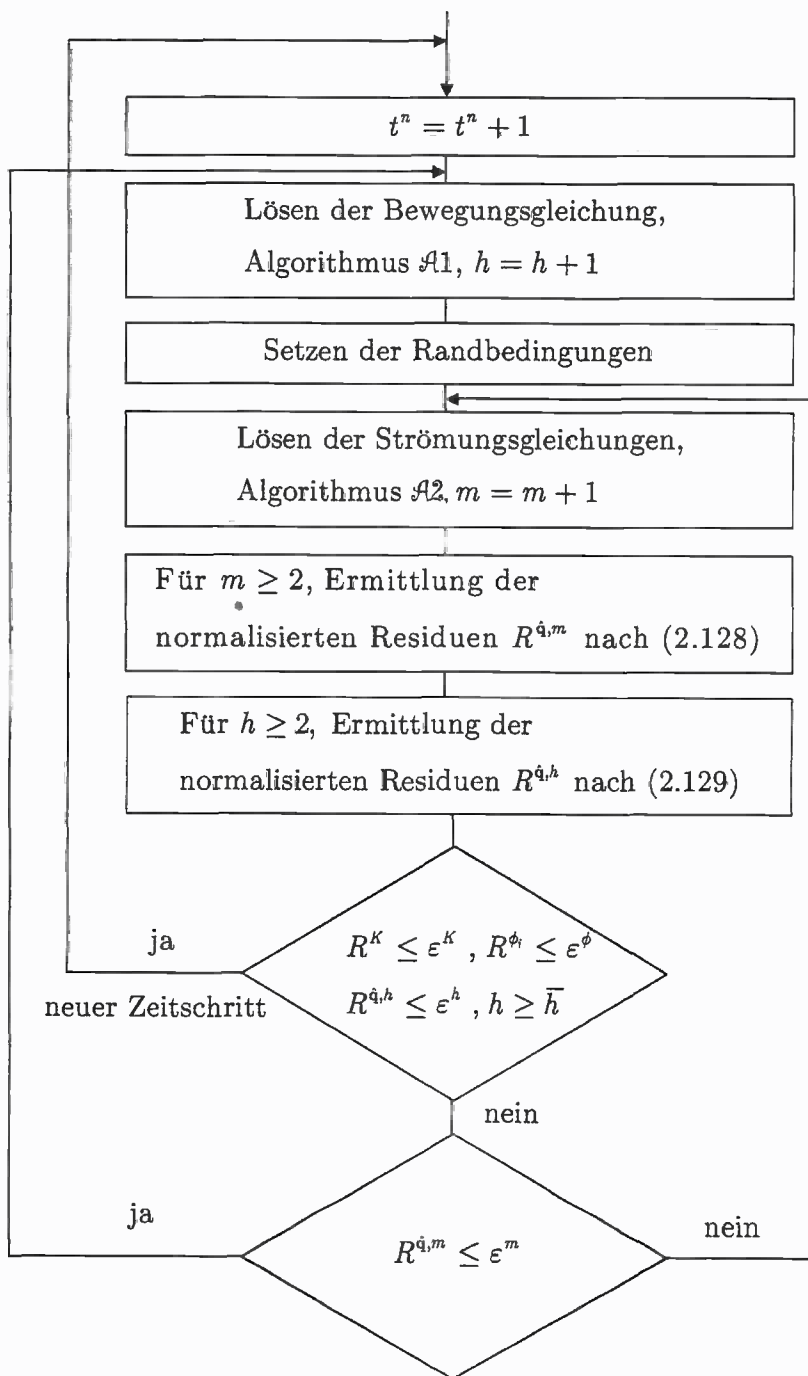 tⁿ = tⁿ + 1
Lösen der Bewegungsgleichung,
Algorithmus 𝒜1, h = h + 1
Setzen der Randbedingungen
Lösen der Strömungsgleichungen,
Algorithmus 𝒜2, m = m + 1
Für m ≥ 2, Ermittlung der
normalisierten Residuen R^{q̂,m} nach (2.128)
Für h ≥ 2, Ermittlung der
normalisierten Residuen R^{q̂,h} nach (2.129)
ja
R^K ≤ ε^K , R^{ϕ_i} ≤ ε^ϕ
neuer Zeitschritt
R^{q̂,h} ≤ ε^h , h ≥ h̅
nein
ja
nein
R^{q̂,m} ≤ ε^m